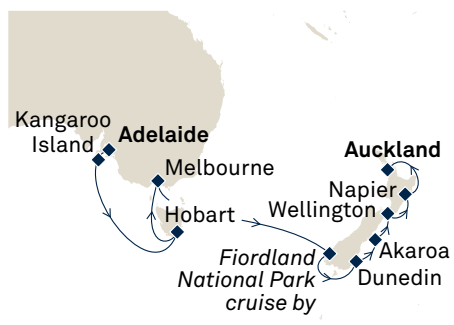 Kangaroo
Island
Adelaide
Melbourne
Hobart
Auckland
Napier
Wellington
Akaroa
Dunedin
Fiordland
National Park
cruise by